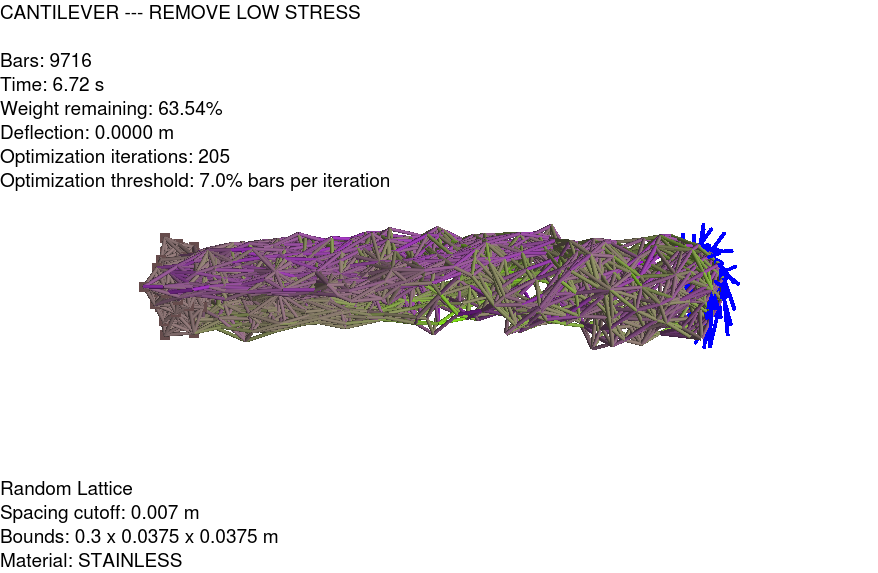 CANTILEVER --- REMOVE LOW STRESS
Bars: 9716
Time: 6.72 s
Weight remaining: 63.54%
Deflection: 0.0000 m
Optimization iterations: 205
Optimization threshold: 7.0% bars per iteration
Random Lattice
Spacing cutoff: 0.007 m
Bounds: 0.3 x 0.0375 x 0.0375 m
Material: STAINLESS